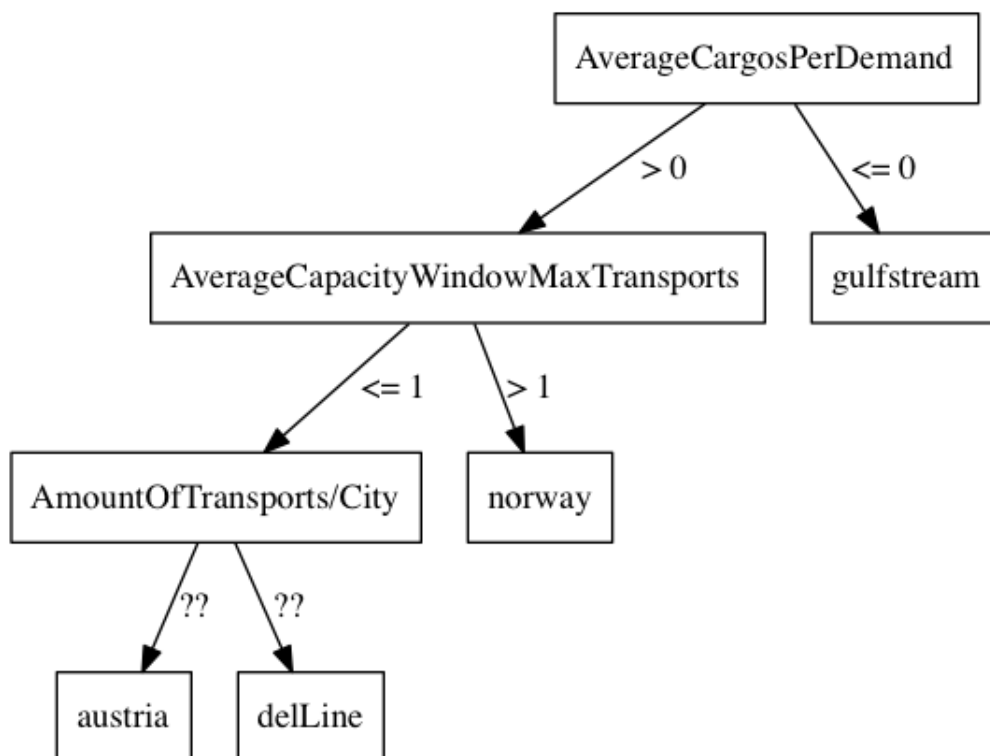 AverageCargosPerDemand
> 0
<= 0
AverageCapacityWindowMaxTransports
gulfstream
<= 1
> 1
AmountOfTransports/City
norway
??
??
austria
delLine